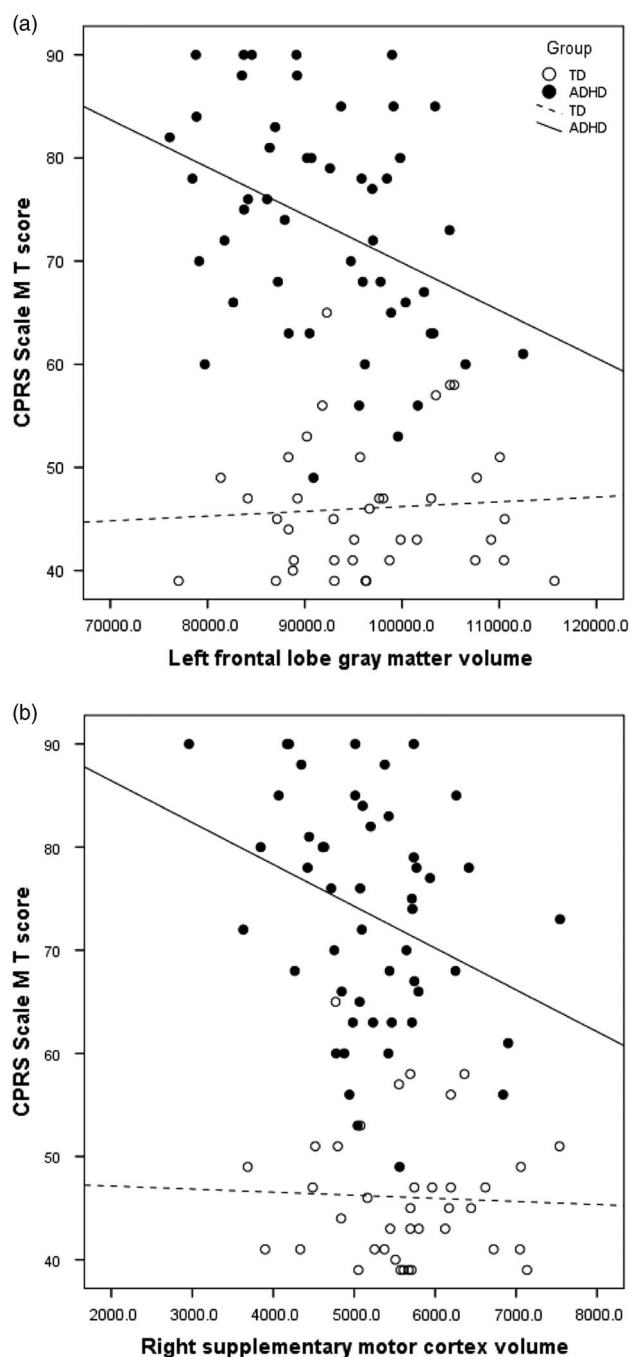 (a)
Group
TD
ADHD
TD
ADHD
90
80
70
60
50
40
CPRS Scale M T score
70000.0 80000.0 90000.0 100000.0 110000.0 120000.0
Left frontal lobe gray matter volume
(b)
90
80
70
60
50
40
CPRS Scale M T score
2000.0 3000.0 4000.0 5000.0 6000.0 7000.0 8000.0
Right supplementary motor cortex volume